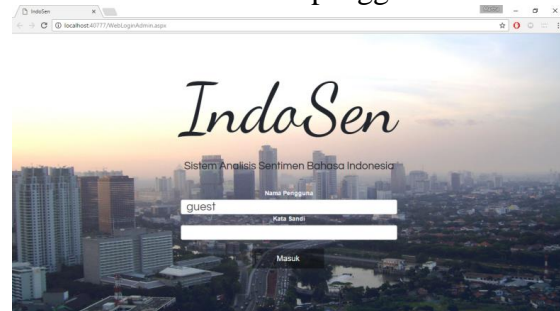 IndoSen
localhost:40777/WebLoginAdmin.aspx
IndoSen
Sistem Analisis Sentimen Bahasa Indonesia
Nama Pengguna
guest
Kata Sandi
Masuk